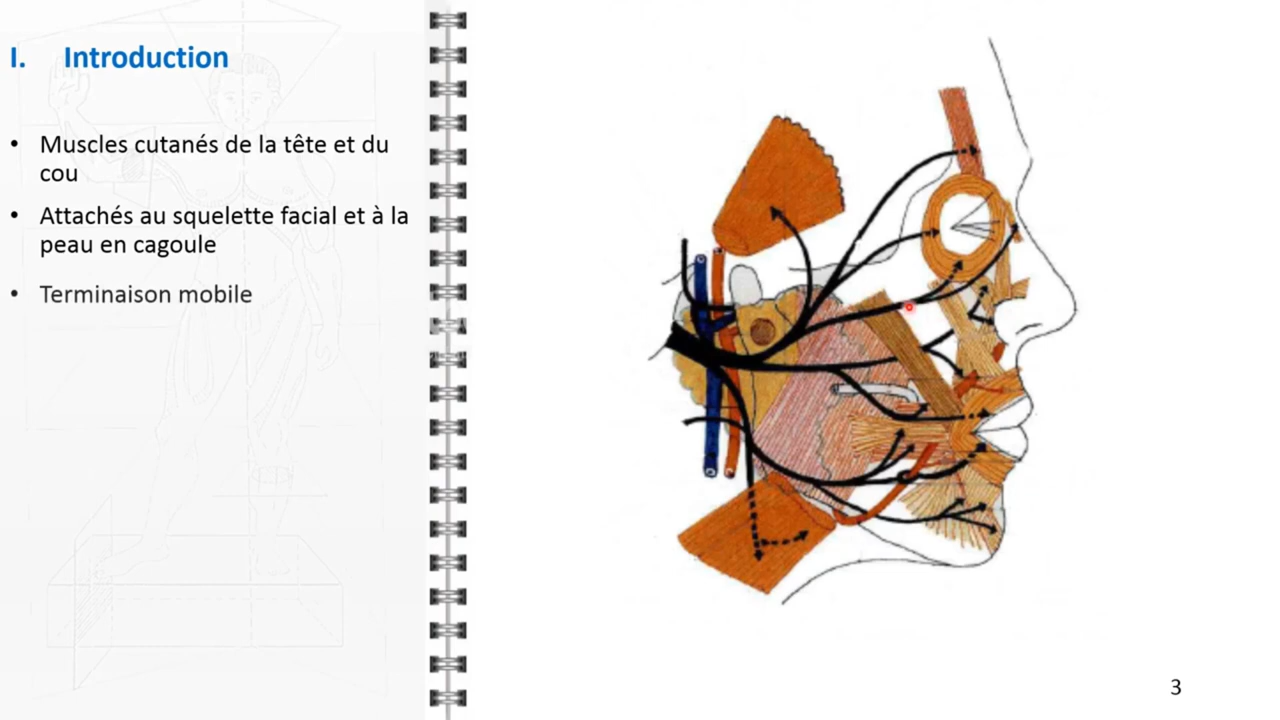 I. Introduction
• Muscles cutanés de la tête et du
cou
• Attachés au squelette facial et à la
peau en cagoule
• Terminaison mobile
3